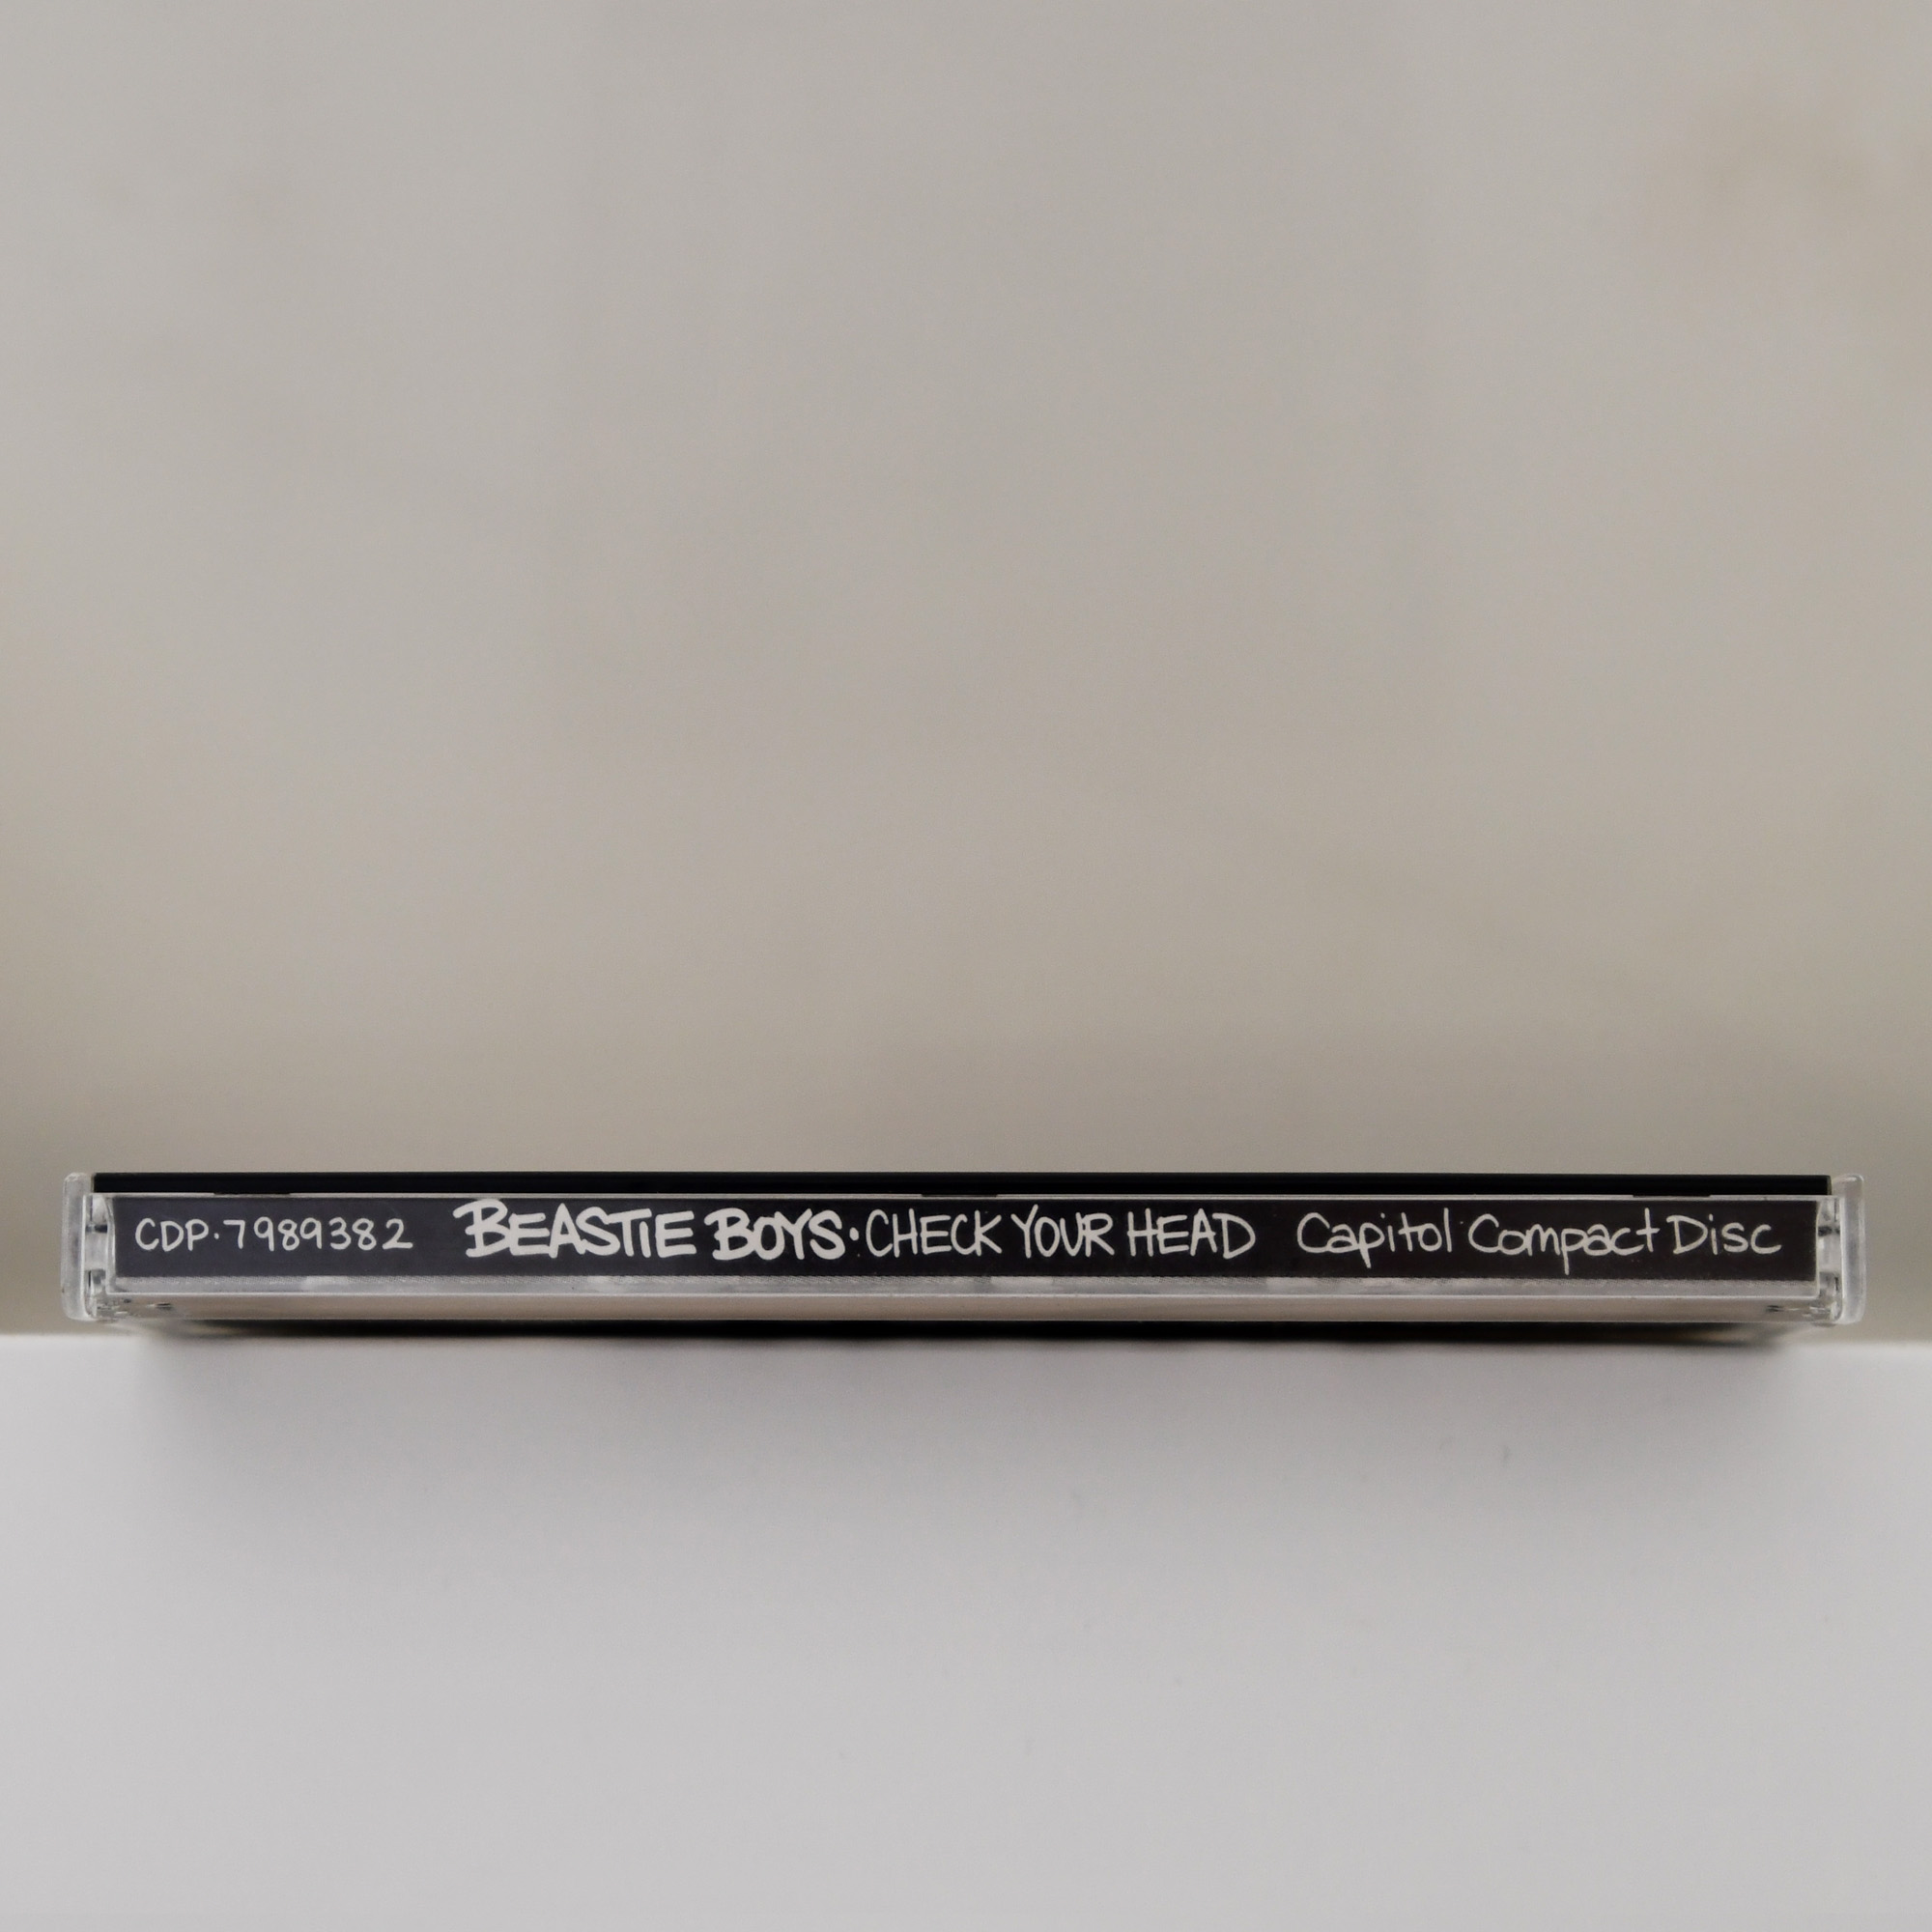 CDP·7989382 BEASTIE BOYS·CHECK YOUR HEAD Capitol Compact Disc